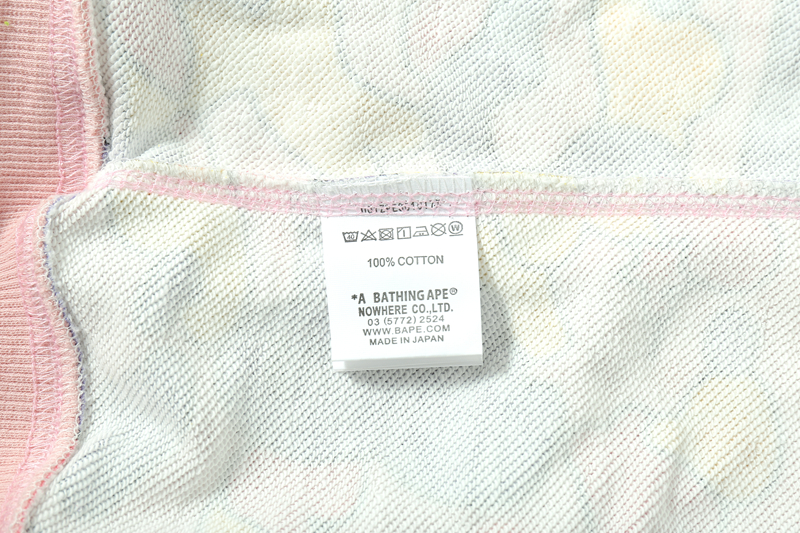 100% COTTON
*A BATHING APE®
NOWHERE CO.,LTD.
03 (5772) 2524
WWW.BAPE.COM
MADE IN JAPAN